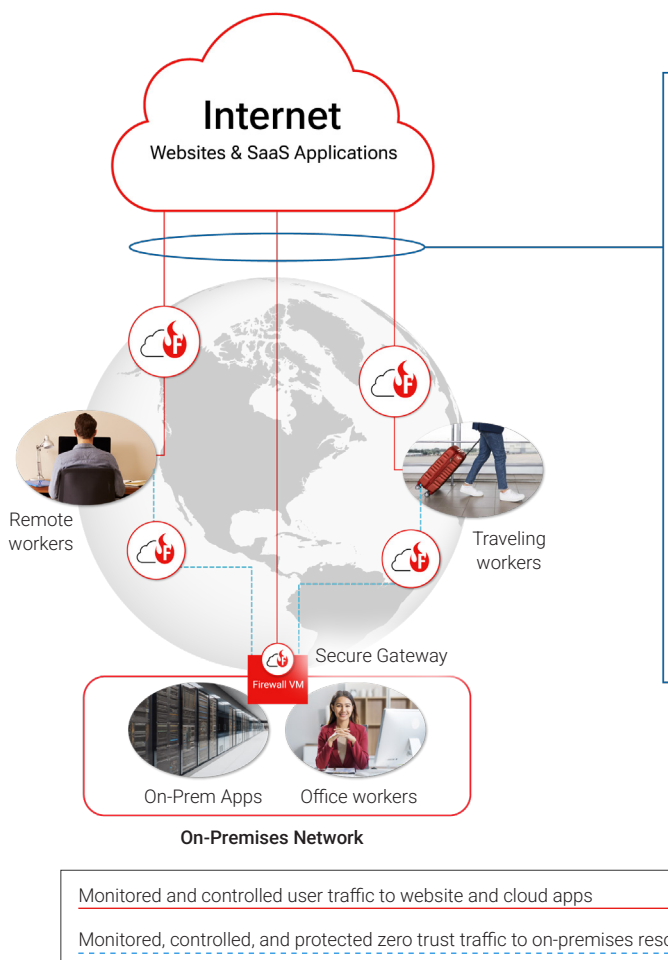 Internet
Websites & SaaS Applications
F
F
Remote
workers
Traveling
workers
F
F
F
Secure Gateway
Firewall VM
On-Prem Apps
Office workers
On-Premises Network
Monitored and controlled user traffic to website and cloud apps
Monitored, controlled, and protected zero trust traffic to on-premises